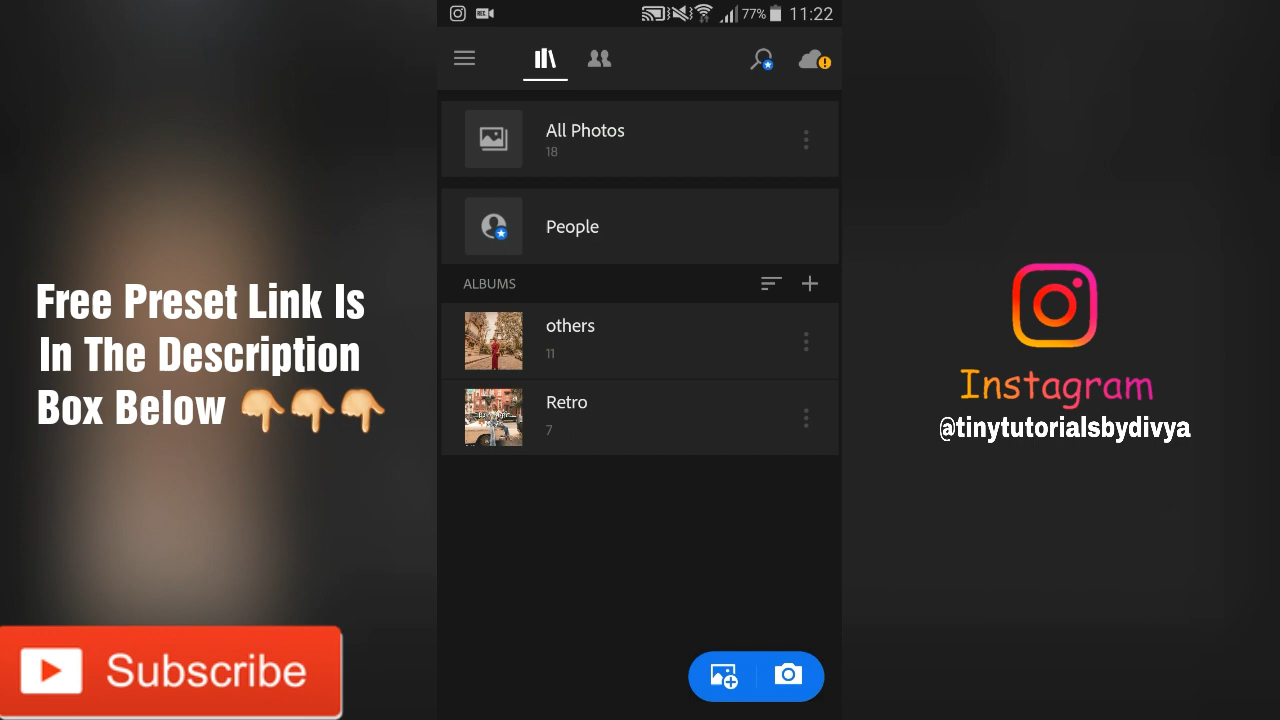 77% 11:22
All Photos
18
People
ALBUMS
others
11
Retro
7
Free Preset Link Is
In The Description
Box Below 👇👇👇
Subscribe
Instagram
@tinytutorialsbydivya